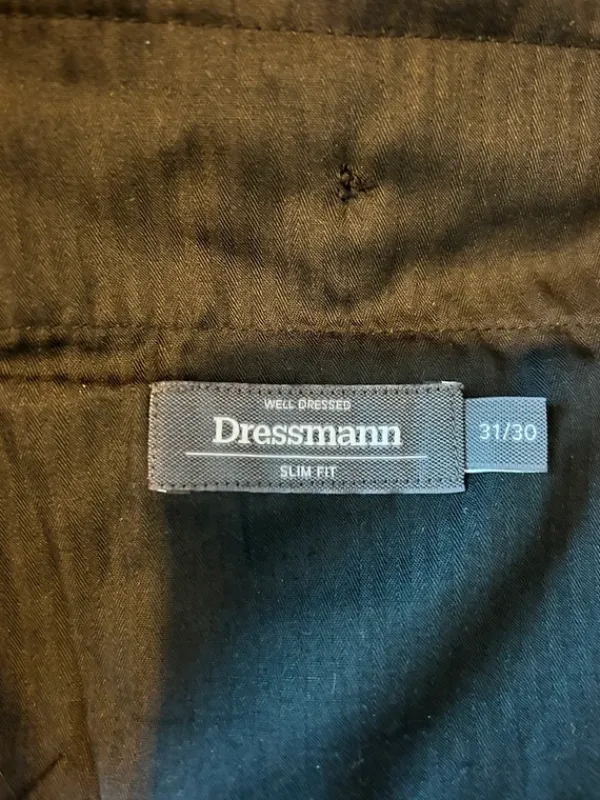 WELL DRESSED
Dressmann
SLIM FIT
31/30